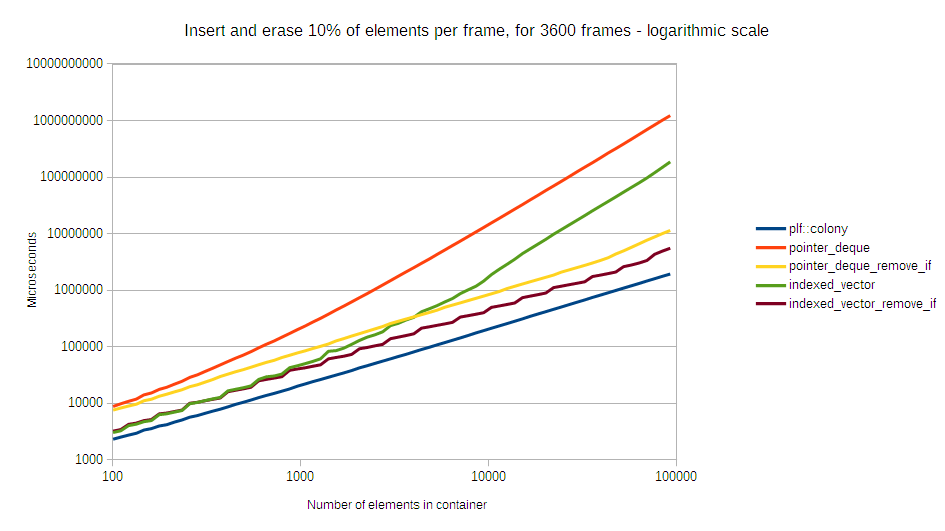 Insert and erase 10% of elements per frame, for 3600 frames - logarithmic scale
10000000000
1000000000
100000000
10000000
1000000
100000
10000
1000
Microseconds
100
1000
10000
100000
Number of elements in container
plf::colony
pointer_deque
pointer_deque_remove_if
indexed_vector
indexed_vector_remove_if